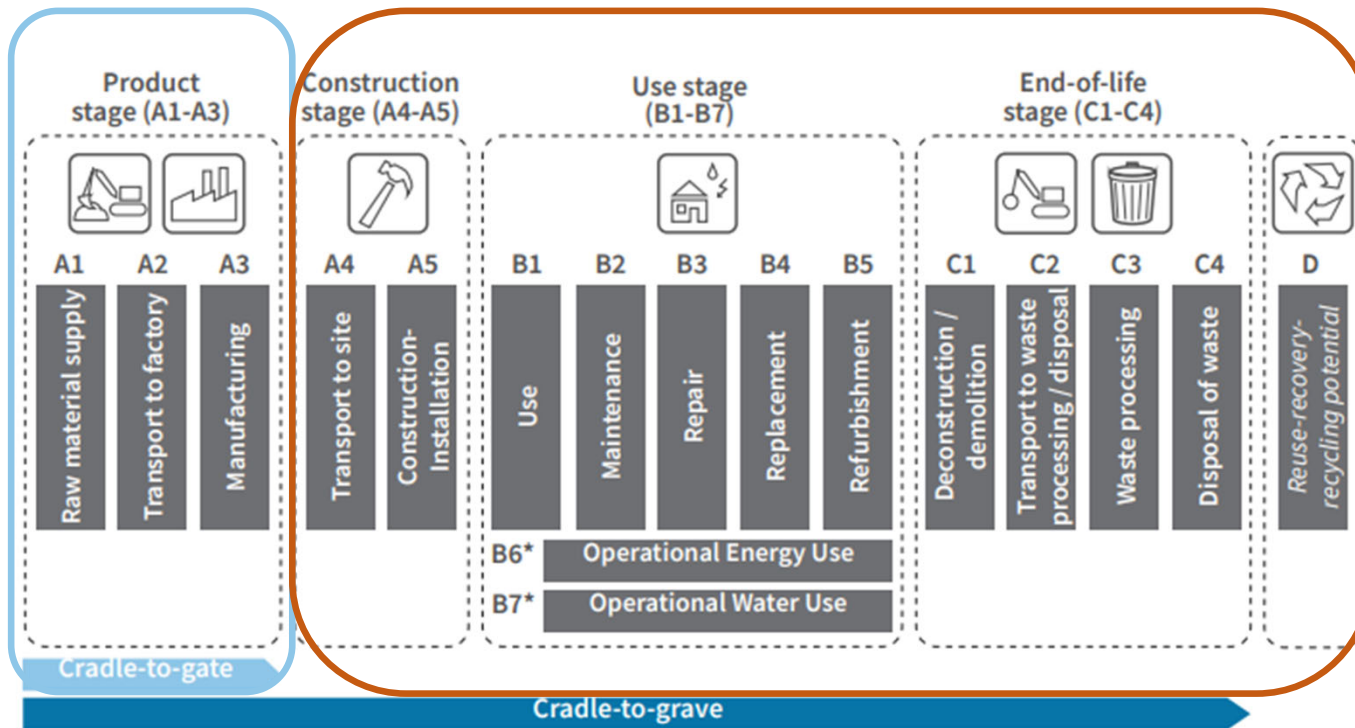 Product
stage (A1-A3)
Construction
stage (A4-A5)
Use stage
(B1-B7)
End-of-life
stage (C1-C4)
A1
A2
A3
A4
A5
B1
B2
B3
B4
B5
C1
C2
C3
C4
D
Raw material supply
Transport to factory
Manufacturing
Transport to site
Construction-
Installation
Use
Maintenance
Repair
Replacement
Refurbishment
Deconstruction /
demolition
Transport to waste
processing / disposal
Waste processing
Disposal of waste
Reuse-recovery-
recycling potential
B6*
Operational Energy Use
B7*
Operational Water Use
Cradle-to-gate
Cradle-to-grave